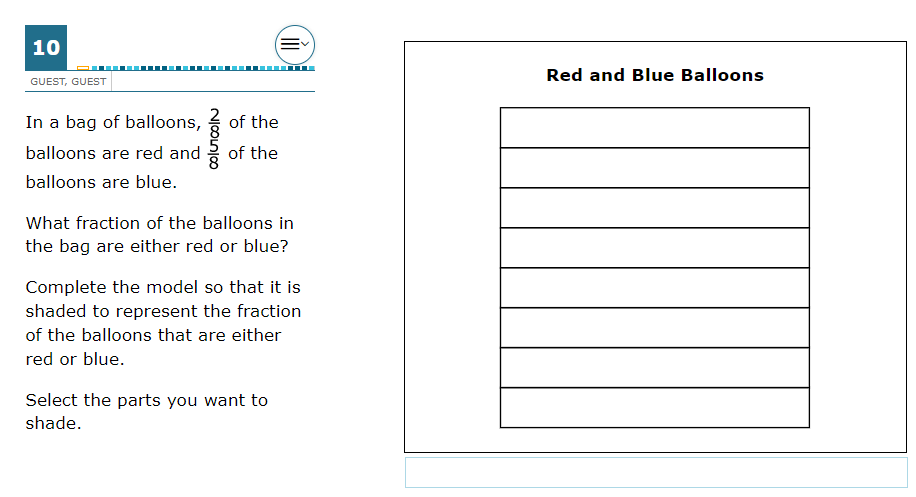 10
GUEST, GUEST
In a bag of balloons, 2/8 of the
balloons are red and 5/8 of the
balloons are blue.
What fraction of the balloons in
the bag are either red or blue?
Complete the model so that it is
shaded to represent the fraction
of the balloons that are either
red or blue.
Select the parts you want to
shade.
Red and Blue Balloons